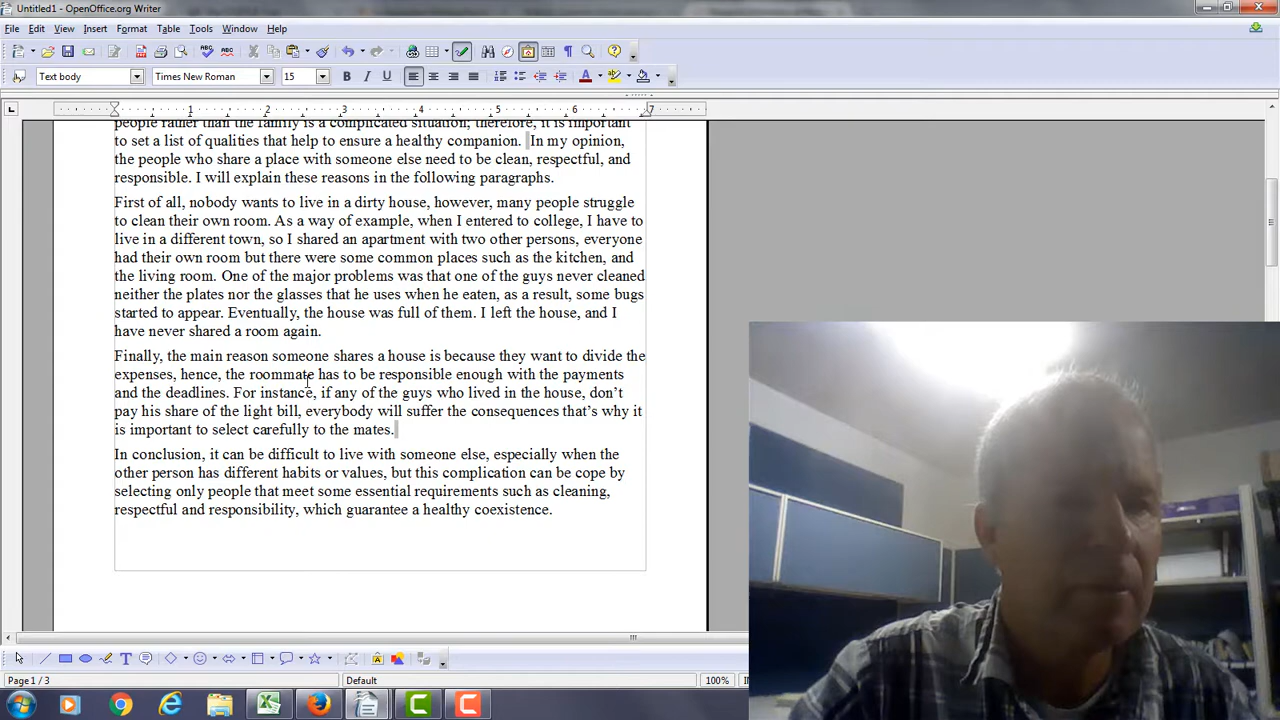 Untitled1 - OpenOffice.org Writer
File Edit View Insert Format Table Tools Window Help
Text body Times New Roman 15
1 2 3 4 5 6 7
people rather than the family is a complicated situation; therefore, it is important
to set a list of qualities that help to ensure a healthy companion. In my opinion,
the people who share a place with someone else need to be clean, respectful, and
responsible. I will explain these reasons in the following paragraphs.
First of all, nobody wants to live in a dirty house, however, many people struggle
to clean their own room. As a way of example, when I entered to college, I have to
live in a different town, so I shared an apartment with two other persons, everyone
had their own room but there were some common places such as the kitchen, and
the living room. One of the major problems was that one of the guys never cleaned
neither the plates nor the glasses that he uses when he eaten, as a result, some bugs
started to appear. Eventually, the house was full of them. I left the house, and I
have never shared a room again.
Finally, the main reason someone shares a house is because they want to divide the
expenses, hence, the roommate has to be responsible enough with the payments
and the deadlines. For instance, if any of the guys who lived in the house, don’t
pay his share of the light bill, everybody will suffer the consequences that’s why it
is important to select carefully to the mates.
In conclusion, it can be difficult to live with someone else, especially when the
other person has different habits or values, but this complication can be cope by
selecting only people that meet some essential requirements such as cleaning,
respectful and responsibility, which guarantee a healthy coexistence.
Page 1 / 3 Default 100%